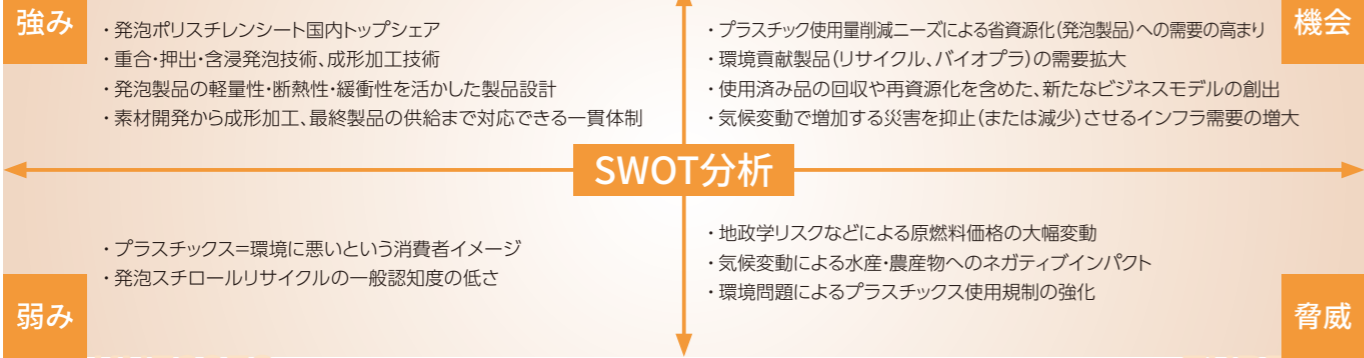 強み
・発泡ポリスチレンシート国内トップシェア
・重合・押出・含浸発泡技術、成形加工技術
・発泡製品の軽量性・断熱性・緩衝性を活かした製品設計
・素材開発から成形加工、最終製品の供給まで対応できる一貫体制
機会
・プラスチック使用量削減ニーズによる省資源化(発泡製品)への需要の高まり
・環境貢献製品(リサイクル、バイオプラ)の需要拡大
・使用済み品の回収や再資源化を含めた、新たなビジネスモデルの創出
・気候変動で増加する災害を抑止(または減少)させるインフラ需要の増大
SWOT分析
・プラスチックス=環境に悪いという消費者イメージ
・発泡スチロールリサイクルの一般認知度の低さ
弱み
・地政学リスクなどによる原燃料価格の大幅変動
・気候変動による水産・農産物へのネガティブインパクト
・環境問題によるプラスチックス使用規制の強化
脅威